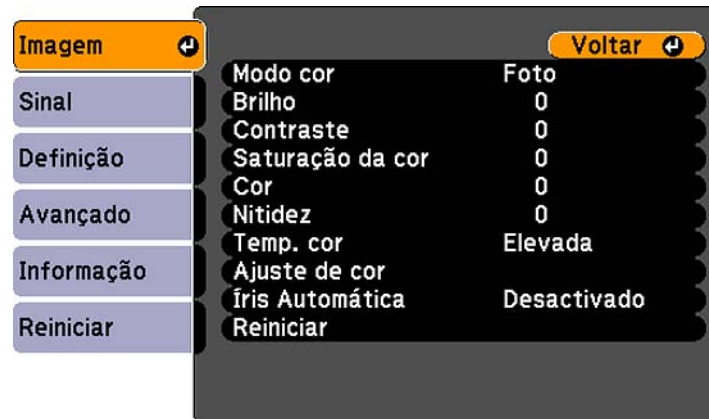 Imagem
Sinal
Definição
Avançado
Informação
Reiniciar
Voltar
Modo cor Foto
Brilho 0
Contraste 0
Saturação da cor 0
Cor 0
Nitidez 0
Temp. cor Elevada
Ajuste de cor
Íris Automática Desactivado
Reiniciar